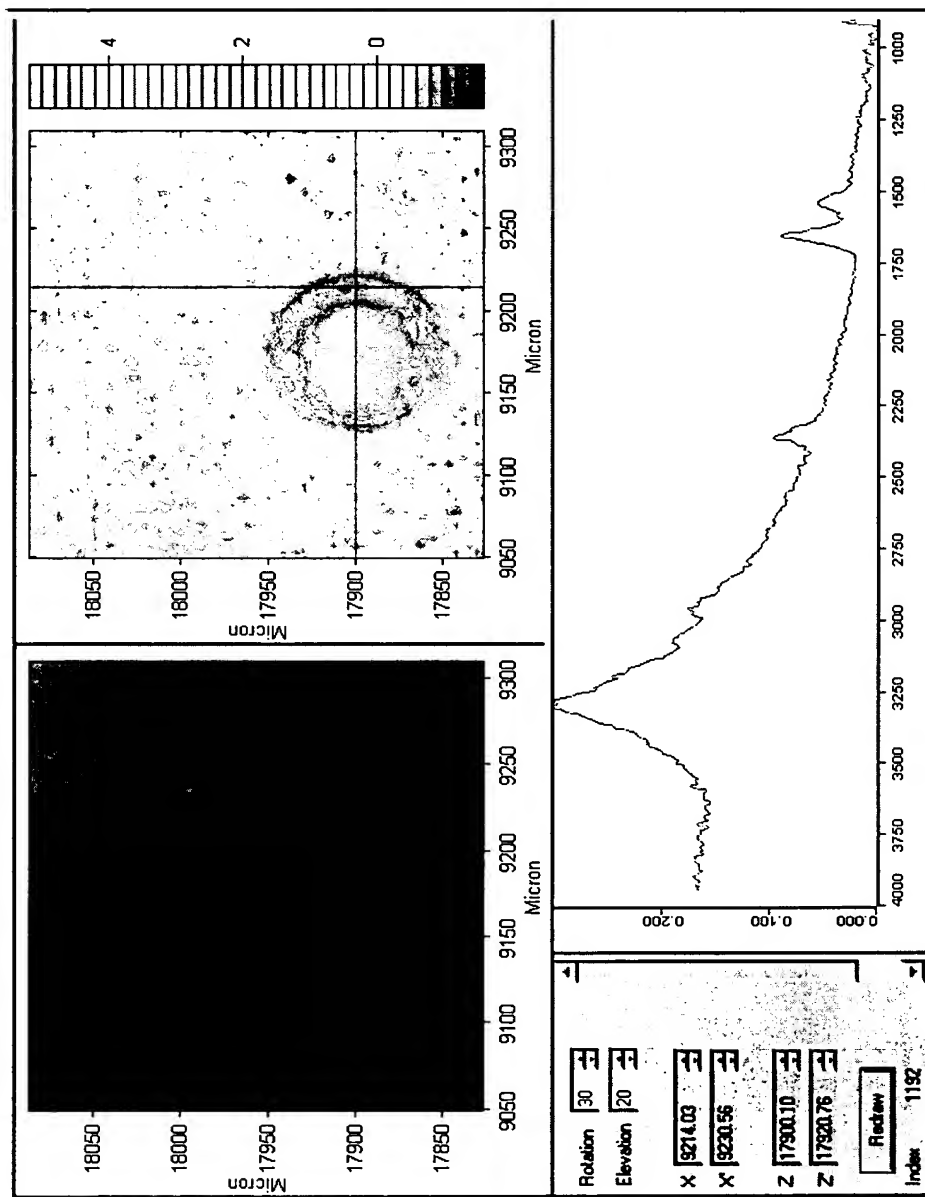 Micron
18050
18000
17950
17900
17850
9050 9100 9150 9200 9250 9300
Micron
Micron
18050
18000
17950
17900
17850
9050 9100 9150 9200 9250 9300
Micron
4
2
0
Rotation 30
Elevation 20
X 9214.03
X' 9230.56
Z 17900.10
Z' 17920.76
Redraw
Index 1192
0.200
0.100
0.000
4000 3750 3500 3250 3000 2750 2500 2250 2000 1750 1500 1250 1000